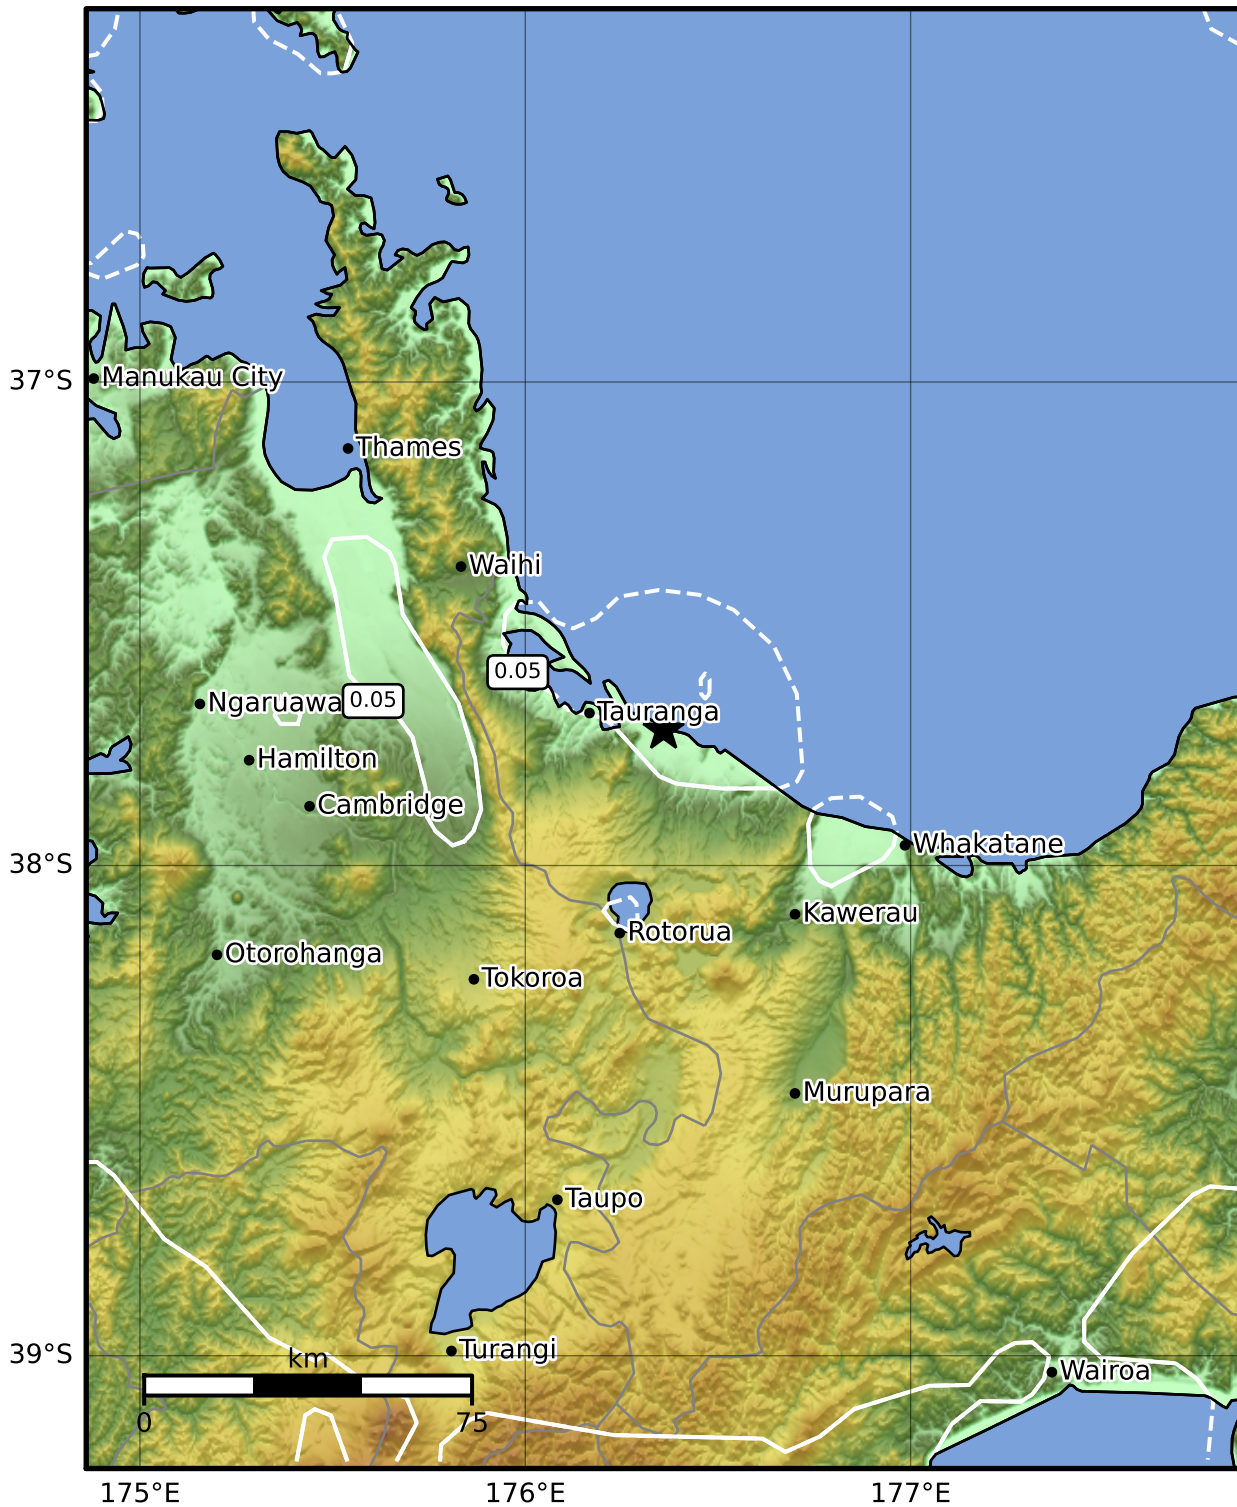 37°S
Manukau City
Thames
Waihi
0.05
Ngaruawa
0.05
Tauranga
Hamilton
Cambridge
Whakatane
38°S
Kawerau
Rotorua
Otorohanga
Tokoroa
Murupara
Taupo
Turangi
39°S
km
Wairoa
0
75
175°E
176°E
177°E